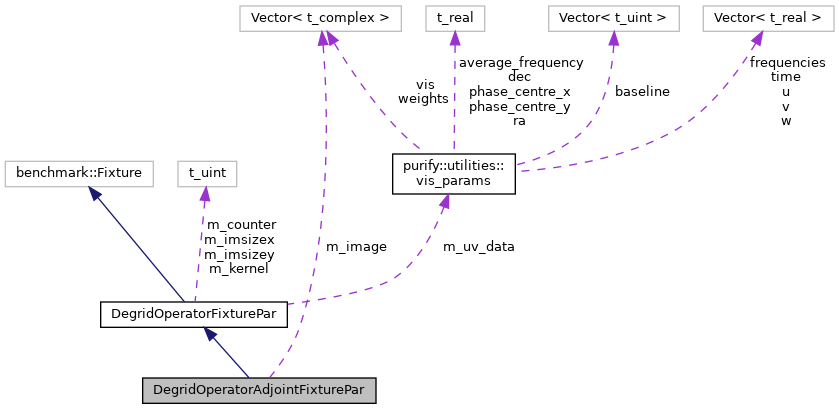 Vector< t_complex >
t_real
Vector< t_uint >
Vector< t_real >
vis
weights
average_frequency
dec
phase_centre_x
phase_centre_y
ra
baseline
frequencies
time
u
v
w
benchmark::Fixture
t_uint
purify::utilities::
vis_params
m_counter
m_imsizex
m_imsizey
m_kernel
m_image
m_uv_data
DegridOperatorFixturePar
DegridOperatorAdjointFixturePar